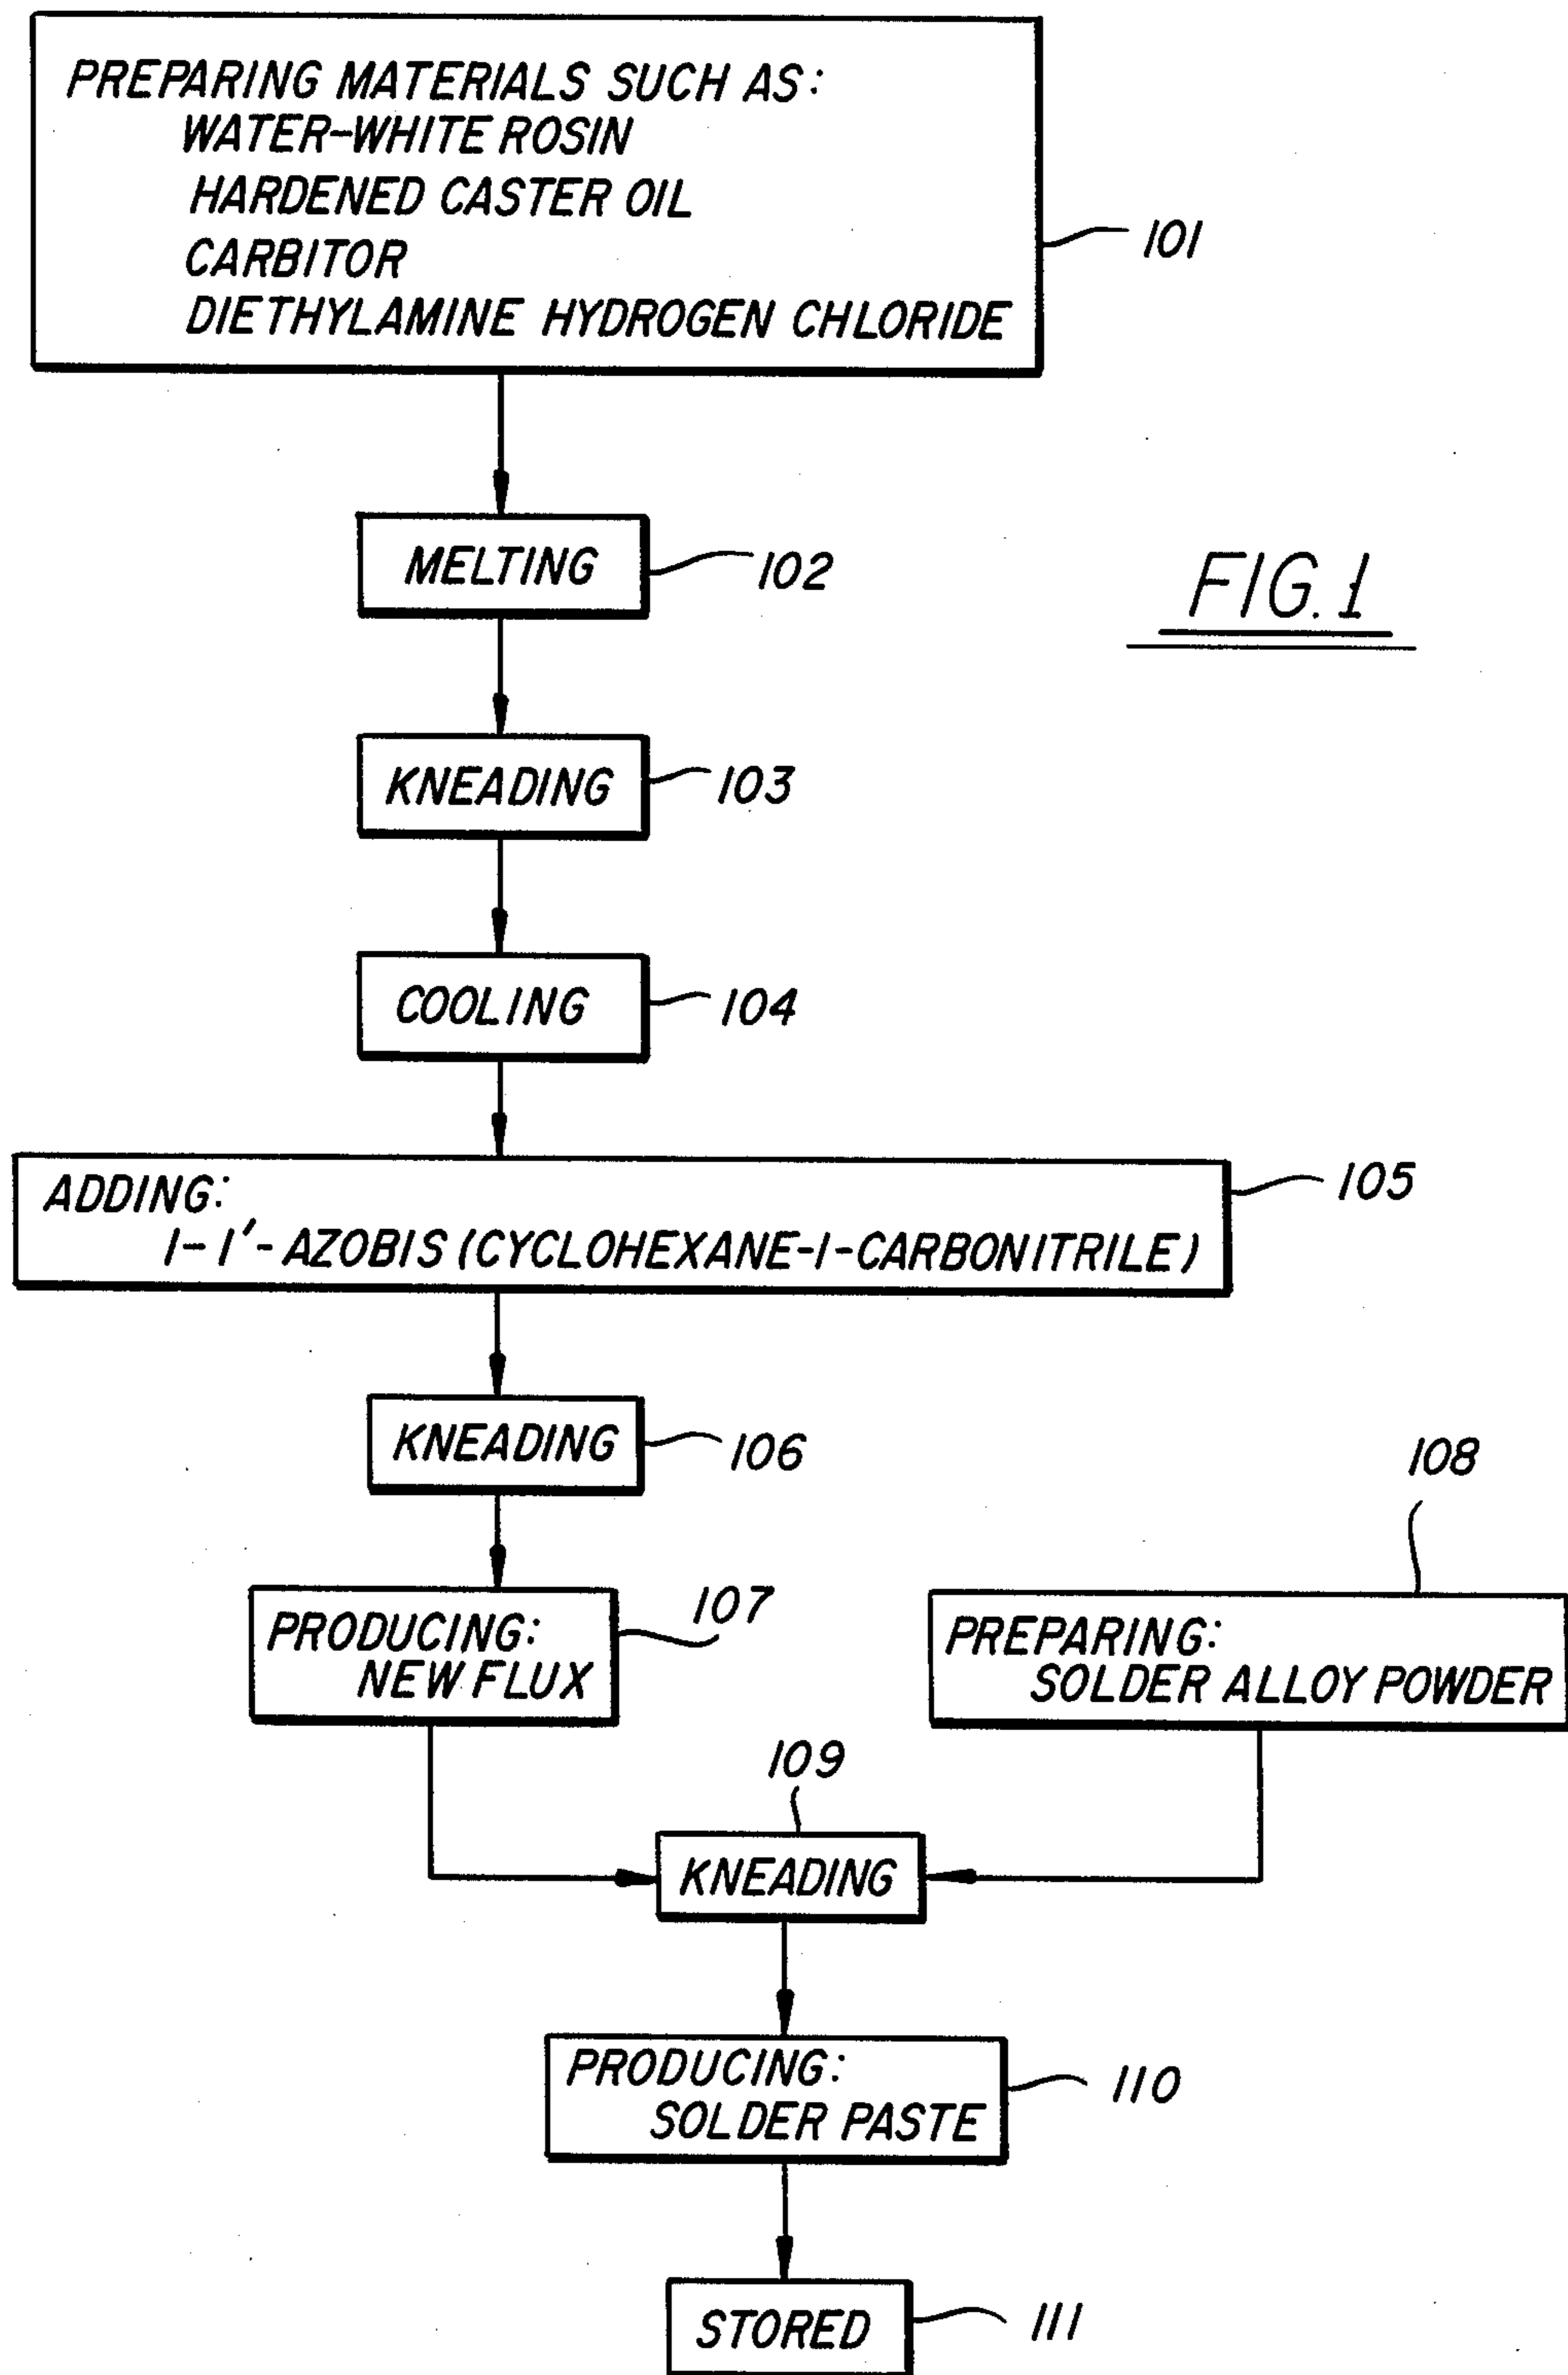 PREPARING MATERIALS SUCH AS:
WATER-WHITE ROSIN
HARDENED CASTER OIL
CARBITOR
DIETHYLAMINE HYDROGEN CHLORIDE
101
MELTING
102
FIG. 1
KNEADING
103
COOLING
104
ADDING:
1-1'-AZOBIS (CYCLOHEXANE-1-CARBONITRILE)
105
KNEADING
106
PRODUCING:
NEW FLUX
107
108
PREPARING:
SOLDER ALLOY POWDER
109
KNEADING
PRODUCING:
SOLDER PASTE
110
STORED
111